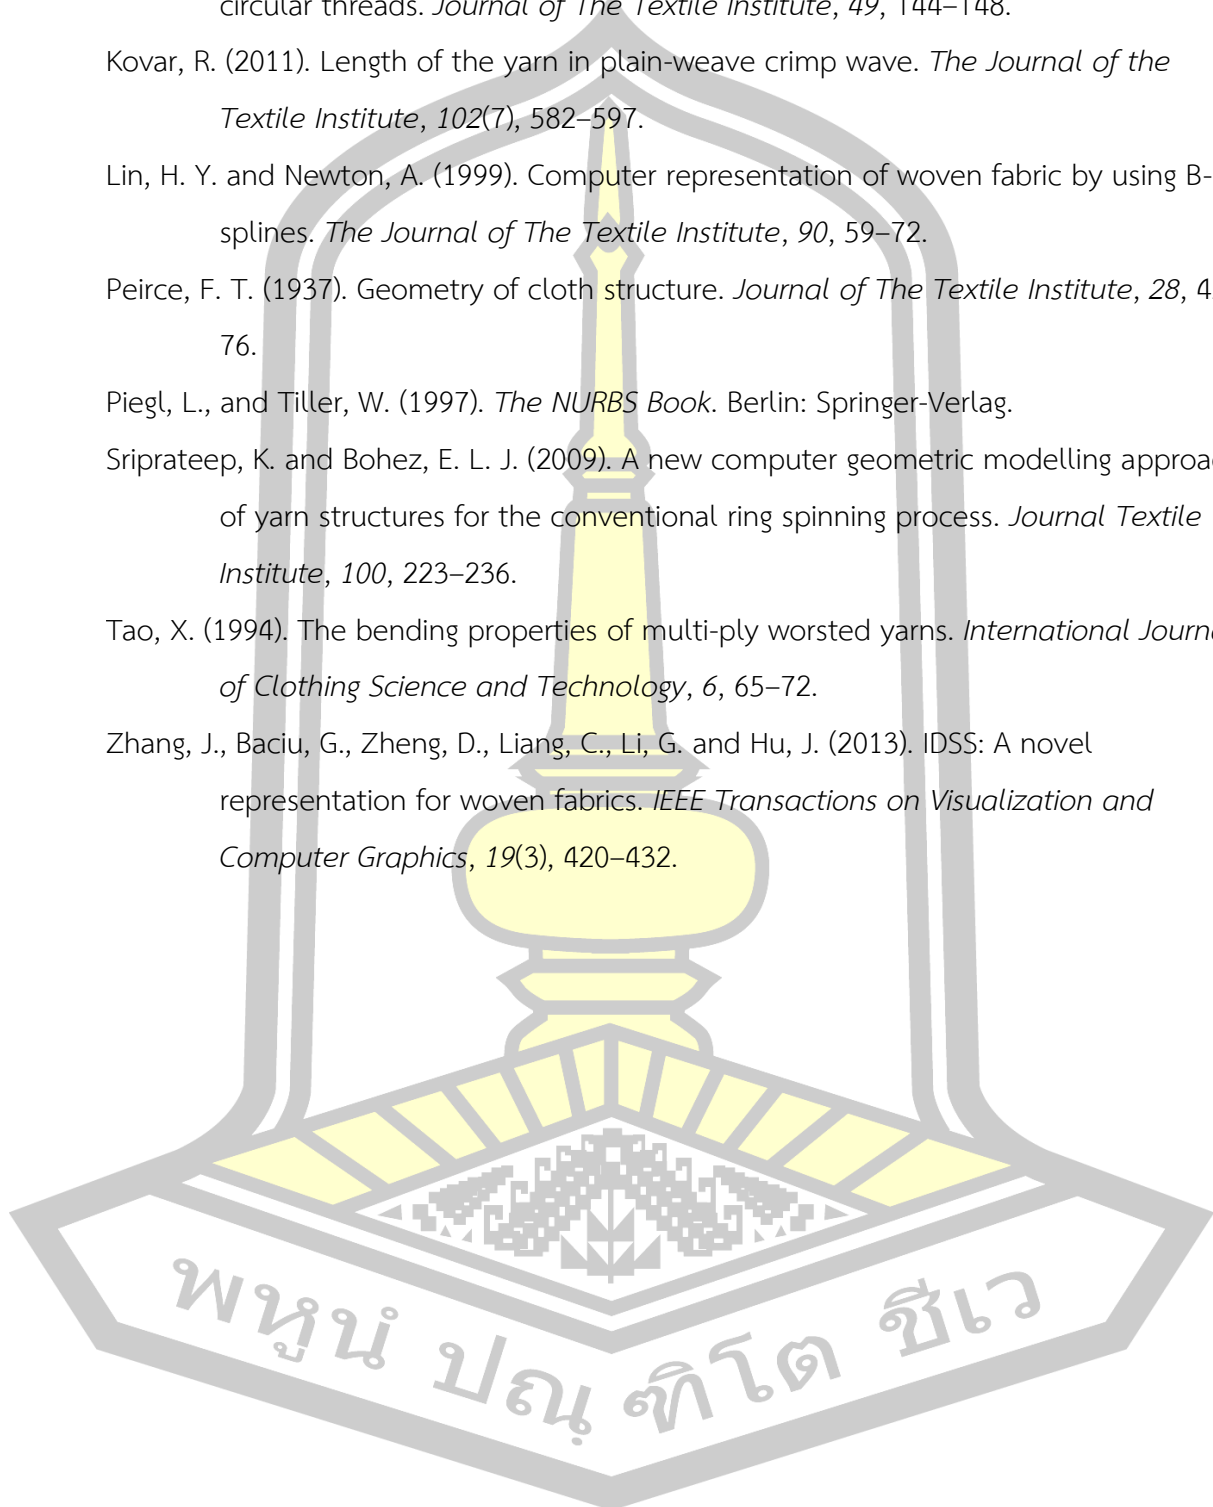 circular threads. Journal of The Textile Institute, 49, 144–148.
Kovar, R. (2011). Length of the yarn in plain-weave crimp wave. The Journal of the
Textile Institute, 102(7), 582–597.
Lin, H. Y. and Newton, A. (1999). Computer representation of woven fabric by using B-
splines. The Journal of The Textile Institute, 90, 59–72.
Peirce, F. T. (1937). Geometry of cloth structure. Journal of The Textile Institute, 28,
76.
Piegl, L., and Tiller, W. (1997). The NURBS Book. Berlin: Springer-Verlag.
Sriprateep, K. and Bohez, E. L. J. (2009). A new computer geometric modelling
of yarn structures for the conventional ring spinning process. Journal Textile
Institute, 100, 223–236.
Tao, X. (1994). The bending properties of multi-ply worsted yarns. International
of Clothing Science and Technology, 6, 65–72.
Zhang, J., Baciu, G., Zheng, D., Liang, C., Li, G. and Hu, J. (2013). IDSS: A novel
representation for woven fabrics. IEEE Transactions on Visualization and
Computer Graphics, 19(3), 420–432.
พหูนํ ปณฺฑิโต ชีเว